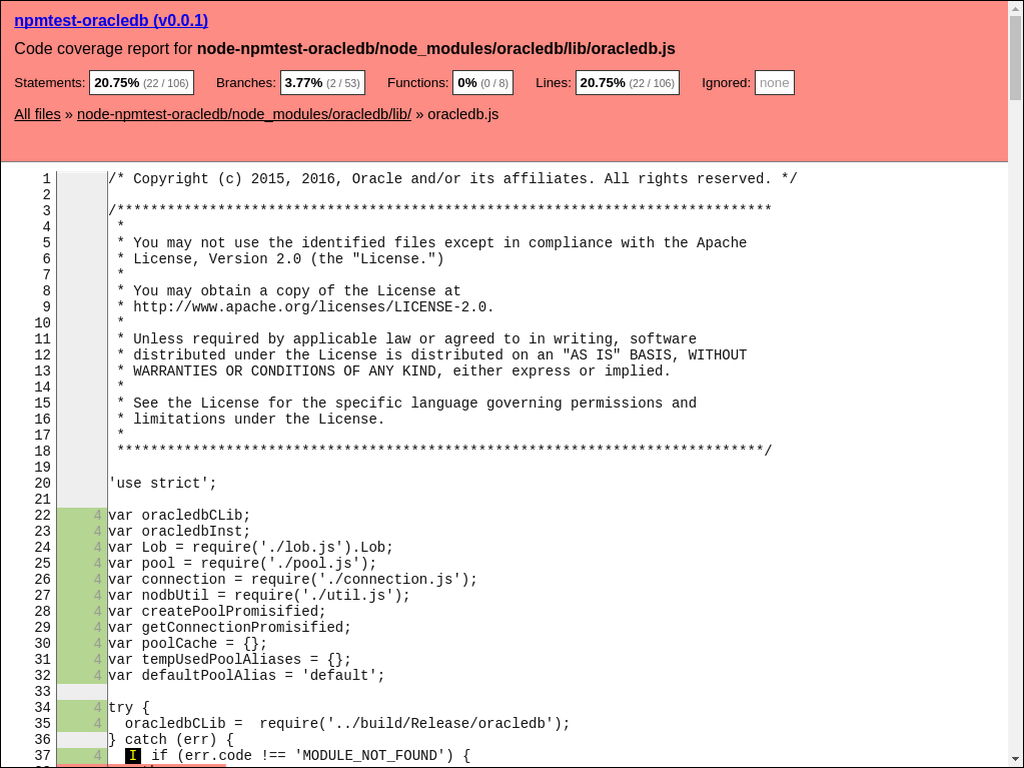 npmtest-oracledb (v0.0.1)
Code coverage report for node-npmtest-oracledb/node_modules/oracledb/lib/oracledb.js
Statements: 20.75% (22 / 106) Branches: 3.77% (2 / 53) Functions: 0% (0 / 8) Lines: 20.75% (22 / 106) Ignored: none
All files » node-npmtest-oracledb/node_modules/oracledb/lib/ » oracledb.js
1 /* Copyright (c) 2015, 2016, Oracle and/or its affiliates. All rights reserved. */
2
3 /******************************************************************************
4 *
5 * You may not use the identified files except in compliance with the Apache
6 * License, Version 2.0 (the "License.")
7 *
8 * You may obtain a copy of the License at
9 * http://www.apache.org/licenses/LICENSE-2.0.
10 *
11 * Unless required by applicable law or agreed to in writing, software
12 * distributed under the License is distributed on an "AS IS" BASIS, WITHOUT
13 * WARRANTIES OR CONDITIONS OF ANY KIND, either express or implied.
14 *
15 * See the License for the specific language governing permissions and
16 * limitations under the License.
17 *
18 *****************************************************************************/
19
20 'use strict';
21
22 4 var oracledbCLib;
23 4 var oracledbInst;
24 4 var Lob = require('./lob.js').Lob;
25 4 var pool = require('./pool.js');
26 4 var connection = require('./connection.js');
27 4 var nodbUtil = require('./util.js');
28 4 var createPoolPromisified;
29 4 var getConnectionPromisified;
30 4 var poolCache = {};
31 4 var tempUsedPoolAliases = {};
32 4 var defaultPoolAlias = 'default';
33
34 4 try {
35 4 oracledbCLib =  require('../build/Release/oracledb');
36 } catch (err) {
37 4 I if (err.code !== 'MODULE_NOT_FOUND') {